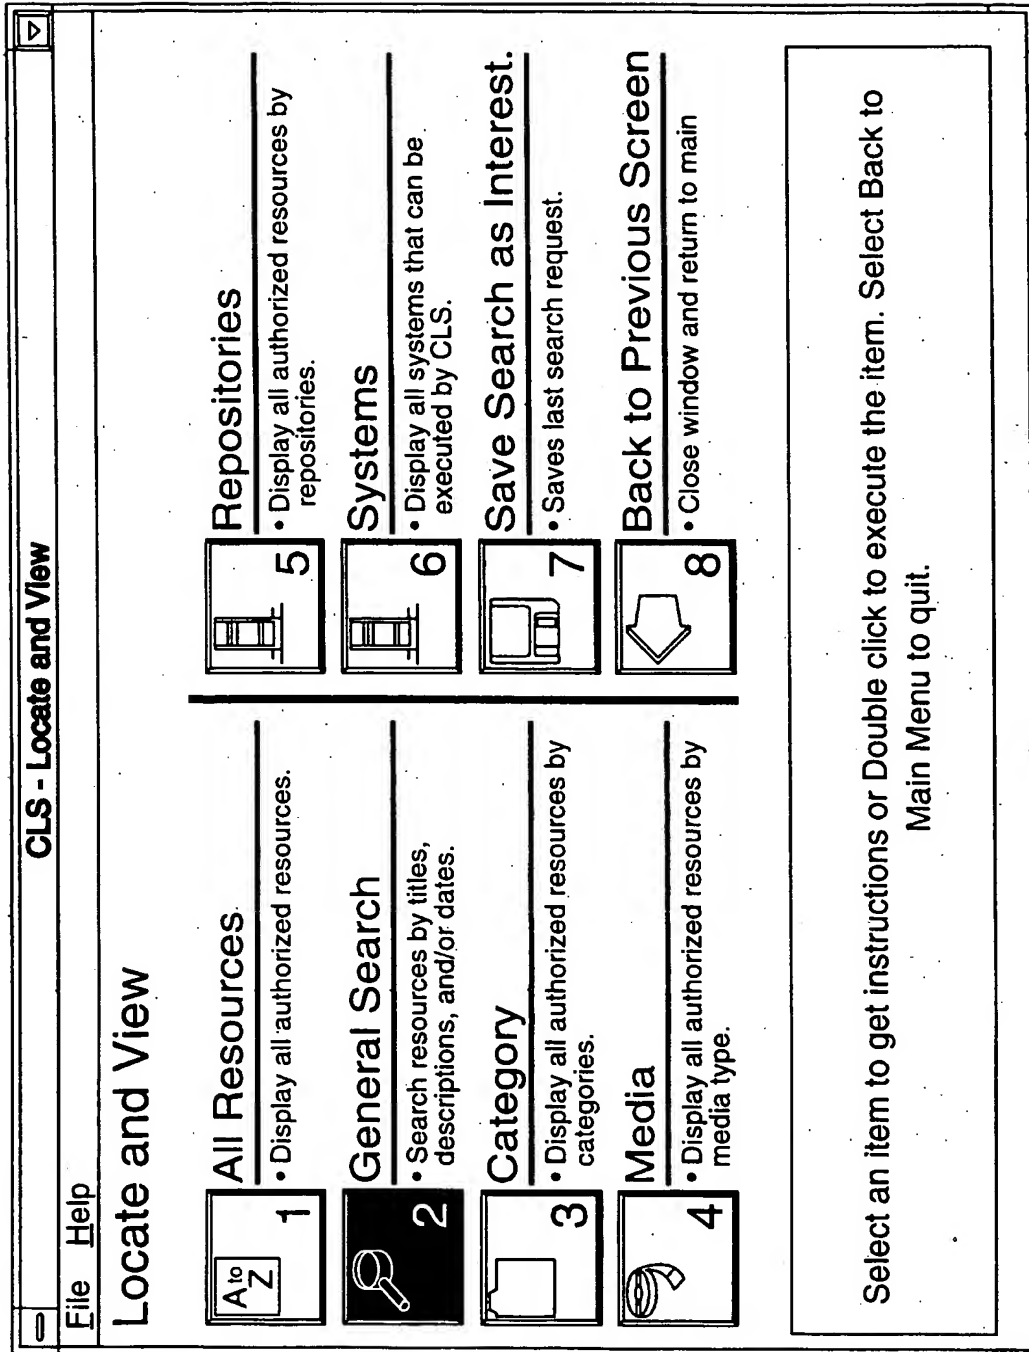 CLS - Locate and View
File Help
Locate and View
A to Z
1
All Resources
• Display all authorized resources.
2
General Search
• Search resources by titles,
descriptions, and/or dates.
3
Category
• Display all authorized resources by
categories.
4
Media
• Display all authorized resources by
media type.
5
Repositories
• Display all authorized resources by
repositories.
6
Systems
• Display all systems that can be
executed by CLS.
7
Save Search as Interest.
• Saves last search request.
8
Back to Previous Screen
• Close window and return to main
Select an item to get instructions or Double click to execute the item. Select Back to
Main Menu to quit.